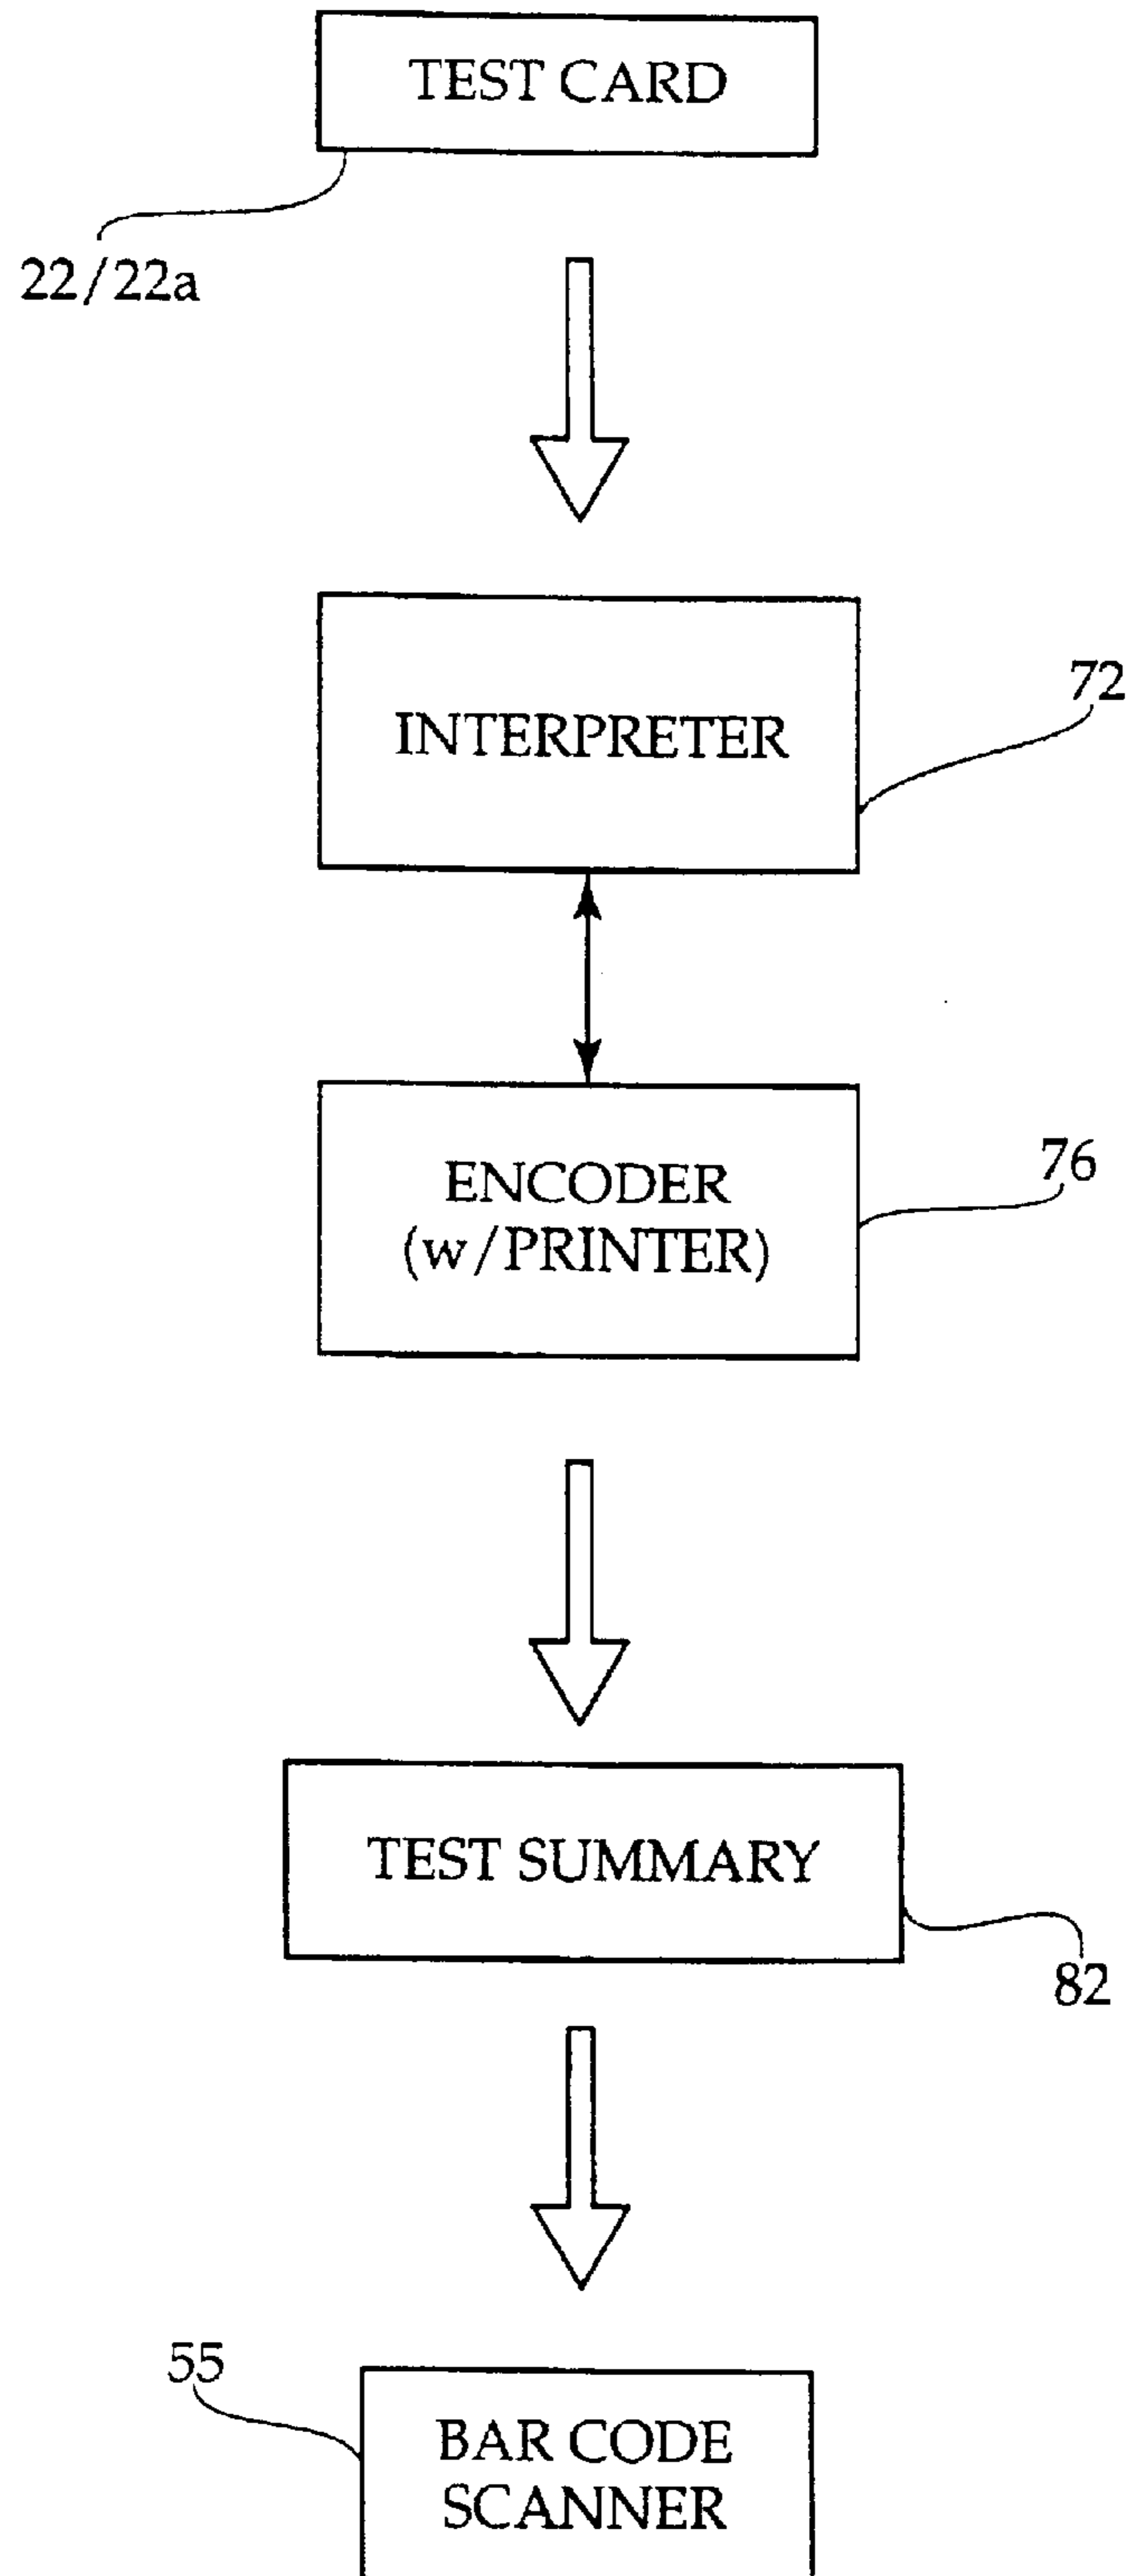 TEST CARD
22/22a
INTERPRETER
72
ENCODER
(w/PRINTER)
76
TEST SUMMARY
82
55
BAR CODE
SCANNER